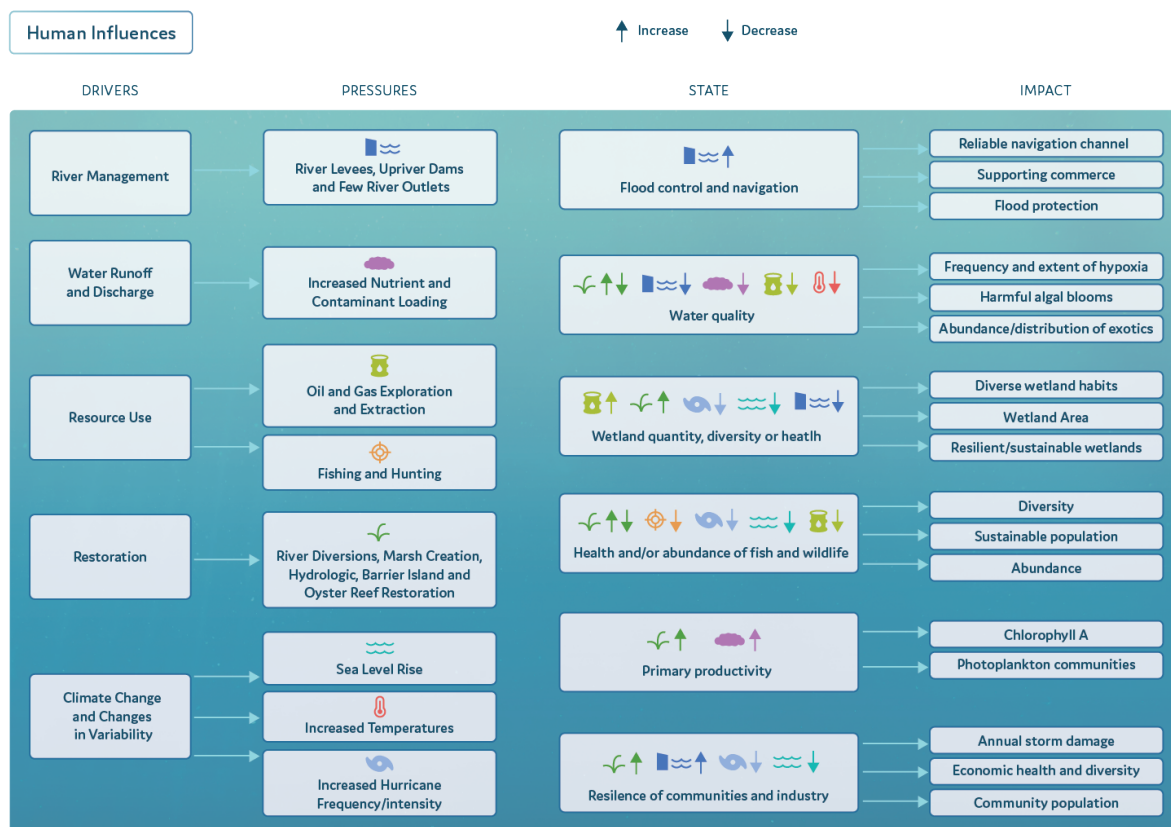 Human Influences
Increase
Decrease
DRIVERS
PRESSURES
STATE
IMPACT
River Management
River Levees, Upriver Dams
and Few River Outlets
Flood control and navigation
Reliable navigation channel
Supporting commerce
Flood protection
Water Runoff
and Discharge
Increased Nutrient and
Contaminant Loading
Water quality
Frequency and extent of hypoxia
Harmful algal blooms
Abundance/distribution of exotics
Resource Use
Oil and Gas Exploration
and Extraction
Fishing and Hunting
Wetland quantity, diversity or heatlh
Diverse wetland habits
Wetland Area
Resilient/sustainable wetlands
Restoration
River Diversions, Marsh Creation,
Hydrologic, Barrier Island and
Oyster Reef Restoration
Health and/or abundance of fish and wildlife
Diversity
Sustainable population
Abundance
Climate Change
and Changes
in Variability
Sea Level Rise
Increased Temperatures
Increased Hurricane
Frequency/intensity
Primary productivity
Chlorophyll A
Photoplankton communities
Resilence of communities and industry
Annual storm damage
Economic health and diversity
Community population